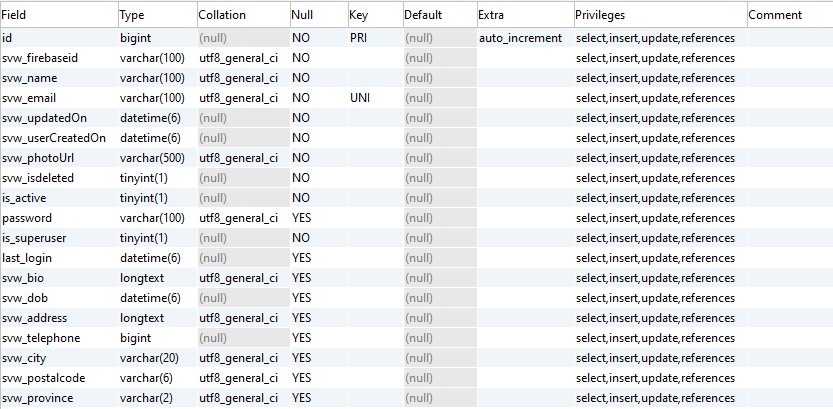 Field Type Collation Null Key Default Extra Privileges Comment
id bigint (null) NO PRI (null) auto_increment select,insert,update,references
svw_firebaseid varchar(100) utf8_general_ci NO (null) select,insert,update,references
svw_name varchar(100) utf8_general_ci NO (null) select,insert,update,references
svw_email varchar(100) utf8_general_ci NO UNI (null) select,insert,update,references
svw_updatedOn datetime(6) (null) NO (null) select,insert,update,references
svw_userCreatedOn datetime(6) (null) NO (null) select,insert,update,references
svw_photoUrl varchar(500) utf8_general_ci NO (null) select,insert,update,references
svw_isdeleted tinyint(1) (null) NO (null) select,insert,update,references
is_active tinyint(1) (null) NO (null) select,insert,update,references
password varchar(100) utf8_general_ci YES (null) select,insert,update,references
is_superuser tinyint(1) (null) NO (null) select,insert,update,references
last_login datetime(6) (null) YES (null) select,insert,update,references
svw_bio longtext utf8_general_ci YES (null) select,insert,update,references
svw_dob datetime(6) (null) YES (null) select,insert,update,references
svw_address longtext utf8_general_ci YES (null) select,insert,update,references
svw_telephone bigint (null) YES (null) select,insert,update,references
svw_city varchar(20) utf8_general_ci YES (null) select,insert,update,references
svw_postalcode varchar(6) utf8_general_ci YES (null) select,insert,update,references
svw_province varchar(2) utf8_general_ci YES (null) select,insert,update,references